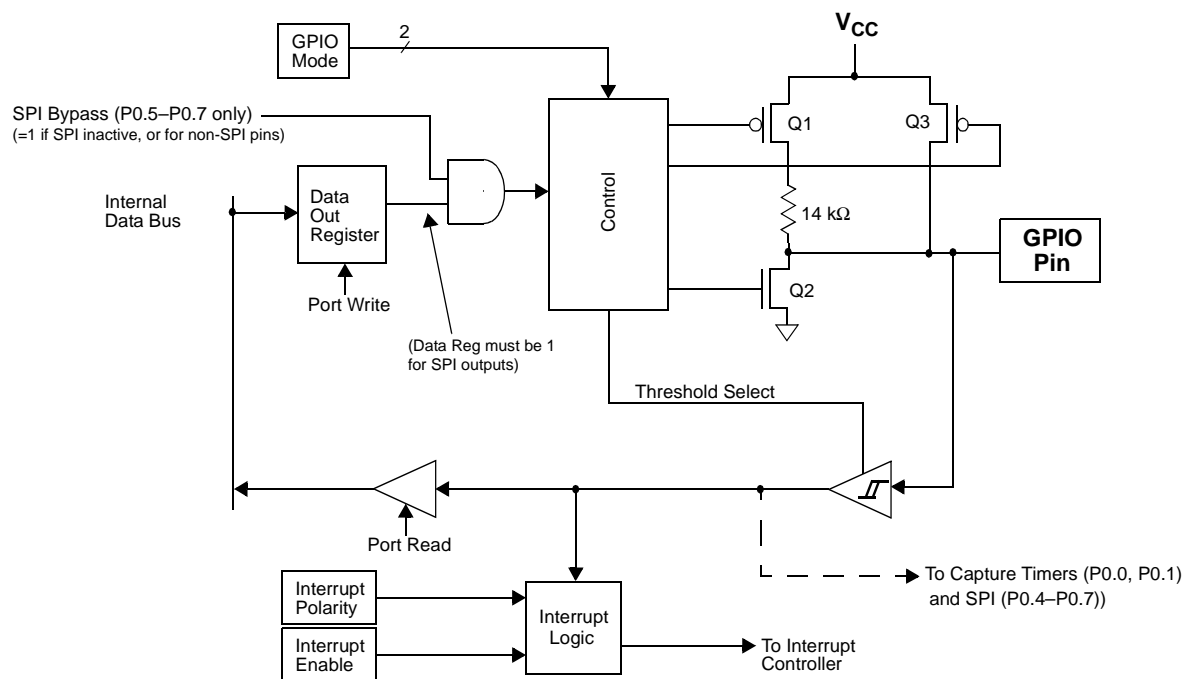 GPIO
Mode
2
VCC
SPI Bypass (P0.5–P0.7 only)
(=1 if SPI inactive, or for non-SPI pins)
Q1
Q3
Internal
Data Bus
Data
Out
Register
Control
14 kΩ
GPIO
Pin
Port Write
Q2
(Data Reg must be 1
for SPI outputs)
Threshold Select
Port Read
To Capture Timers (P0.0, P0.1)
and SPI (P0.4–P0.7))
Interrupt
Polarity
Interrupt
Logic
Interrupt
Enable
To Interrupt
Controller